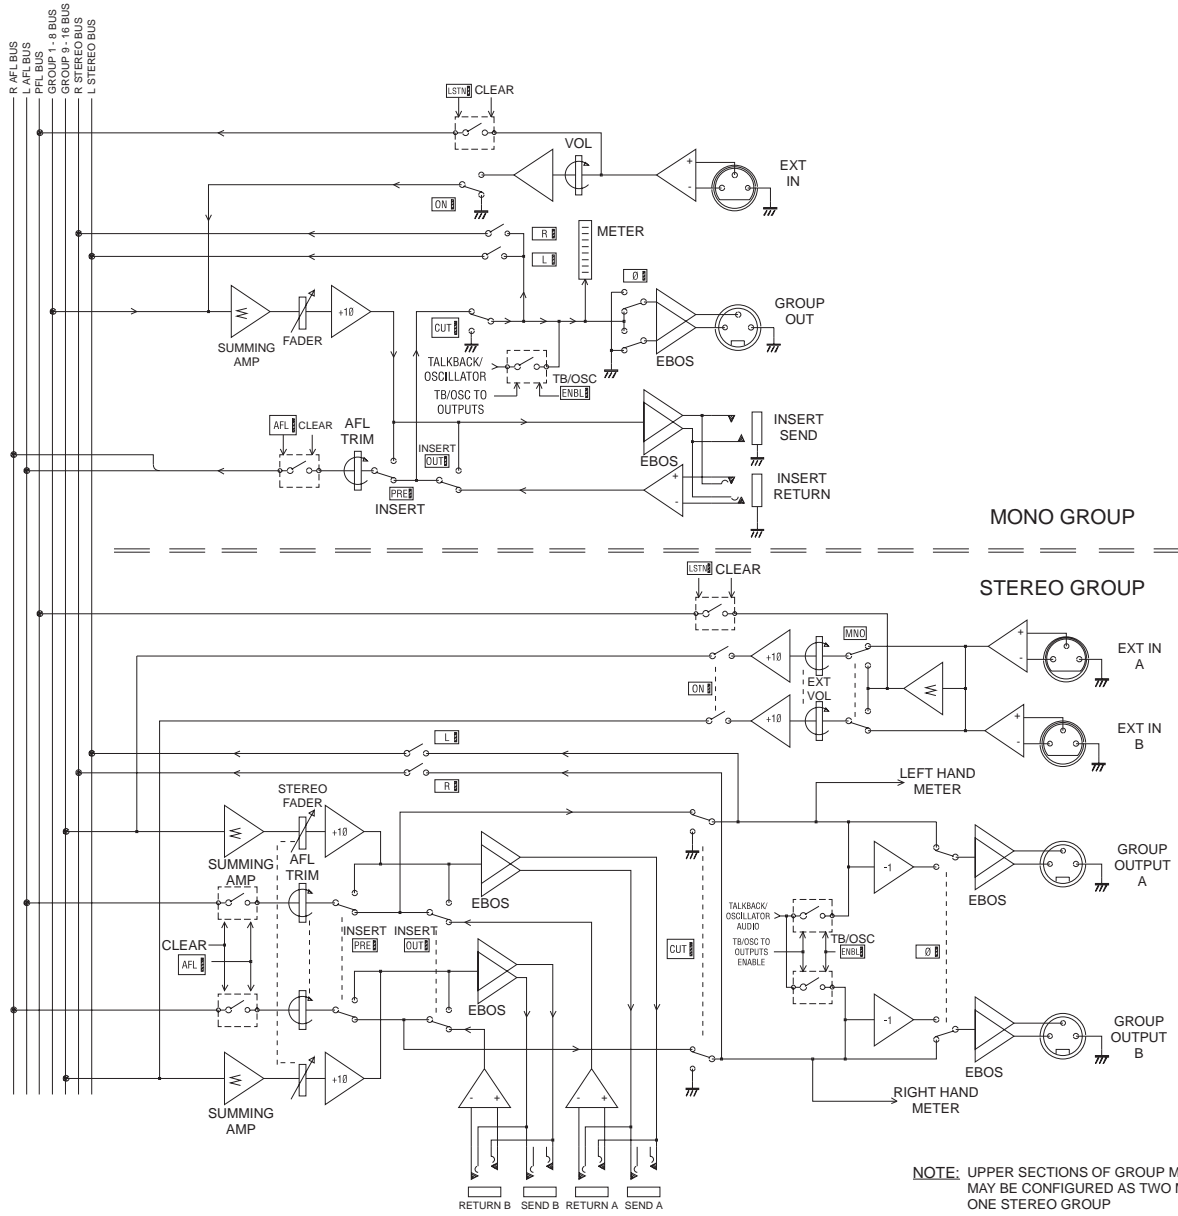 R AFL BUS
L AFL BUS
PFL BUS
GROUP 1 - 8 BUS
GROUP 9 - 16 BUS
R STEREO BUS
L STEREO BUS
LSTN
CLEAR
VOL
+
-
EXT
IN
ON
R
L
METER
Ø
GROUP
OUT
+10
SUMMING
AMP
FADER
CUT
EBOS
TALKBACK/
OSCILLATOR
TB/OSC
ENBL
TB/OSC TO
OUTPUTS
AFL
CLEAR
AFL
TRIM
INSERT
OUT
PRE
INSERT
EBOS
INSERT
SEND
+
-
INSERT
RETURN
MONO GROUP
STEREO GROUP
LSTN
CLEAR
MNO
+10
EXT
VOL
+
-
EXT IN
A
ON
+10
+
-
EXT IN
B
L
R
LEFT HAND
METER
STEREO
FADER
+10
SUMMING
AMP
AFL
TRIM
EBOS
-1
EBOS
GROUP
OUTPUT
A
TALKBACK/
OSCILLATOR
AUDIO
TB/OSC TO
OUTPUTS
ENABLE
TB/OSC
ENBL
CUT
Ø
CLEAR
AFL
INSERT
PRE
INSERT
OUT
EBOS
-1
EBOS
GROUP
OUTPUT
B
+10
SUMMING
AMP
RIGHT HAND
METER
- +
- +
RETURN B
SEND B
RETURN A
SEND A
NOTE: UPPER SECTIONS OF GROUP M
MAY BE CONFIGURED AS TWO M
ONE STEREO GROUP